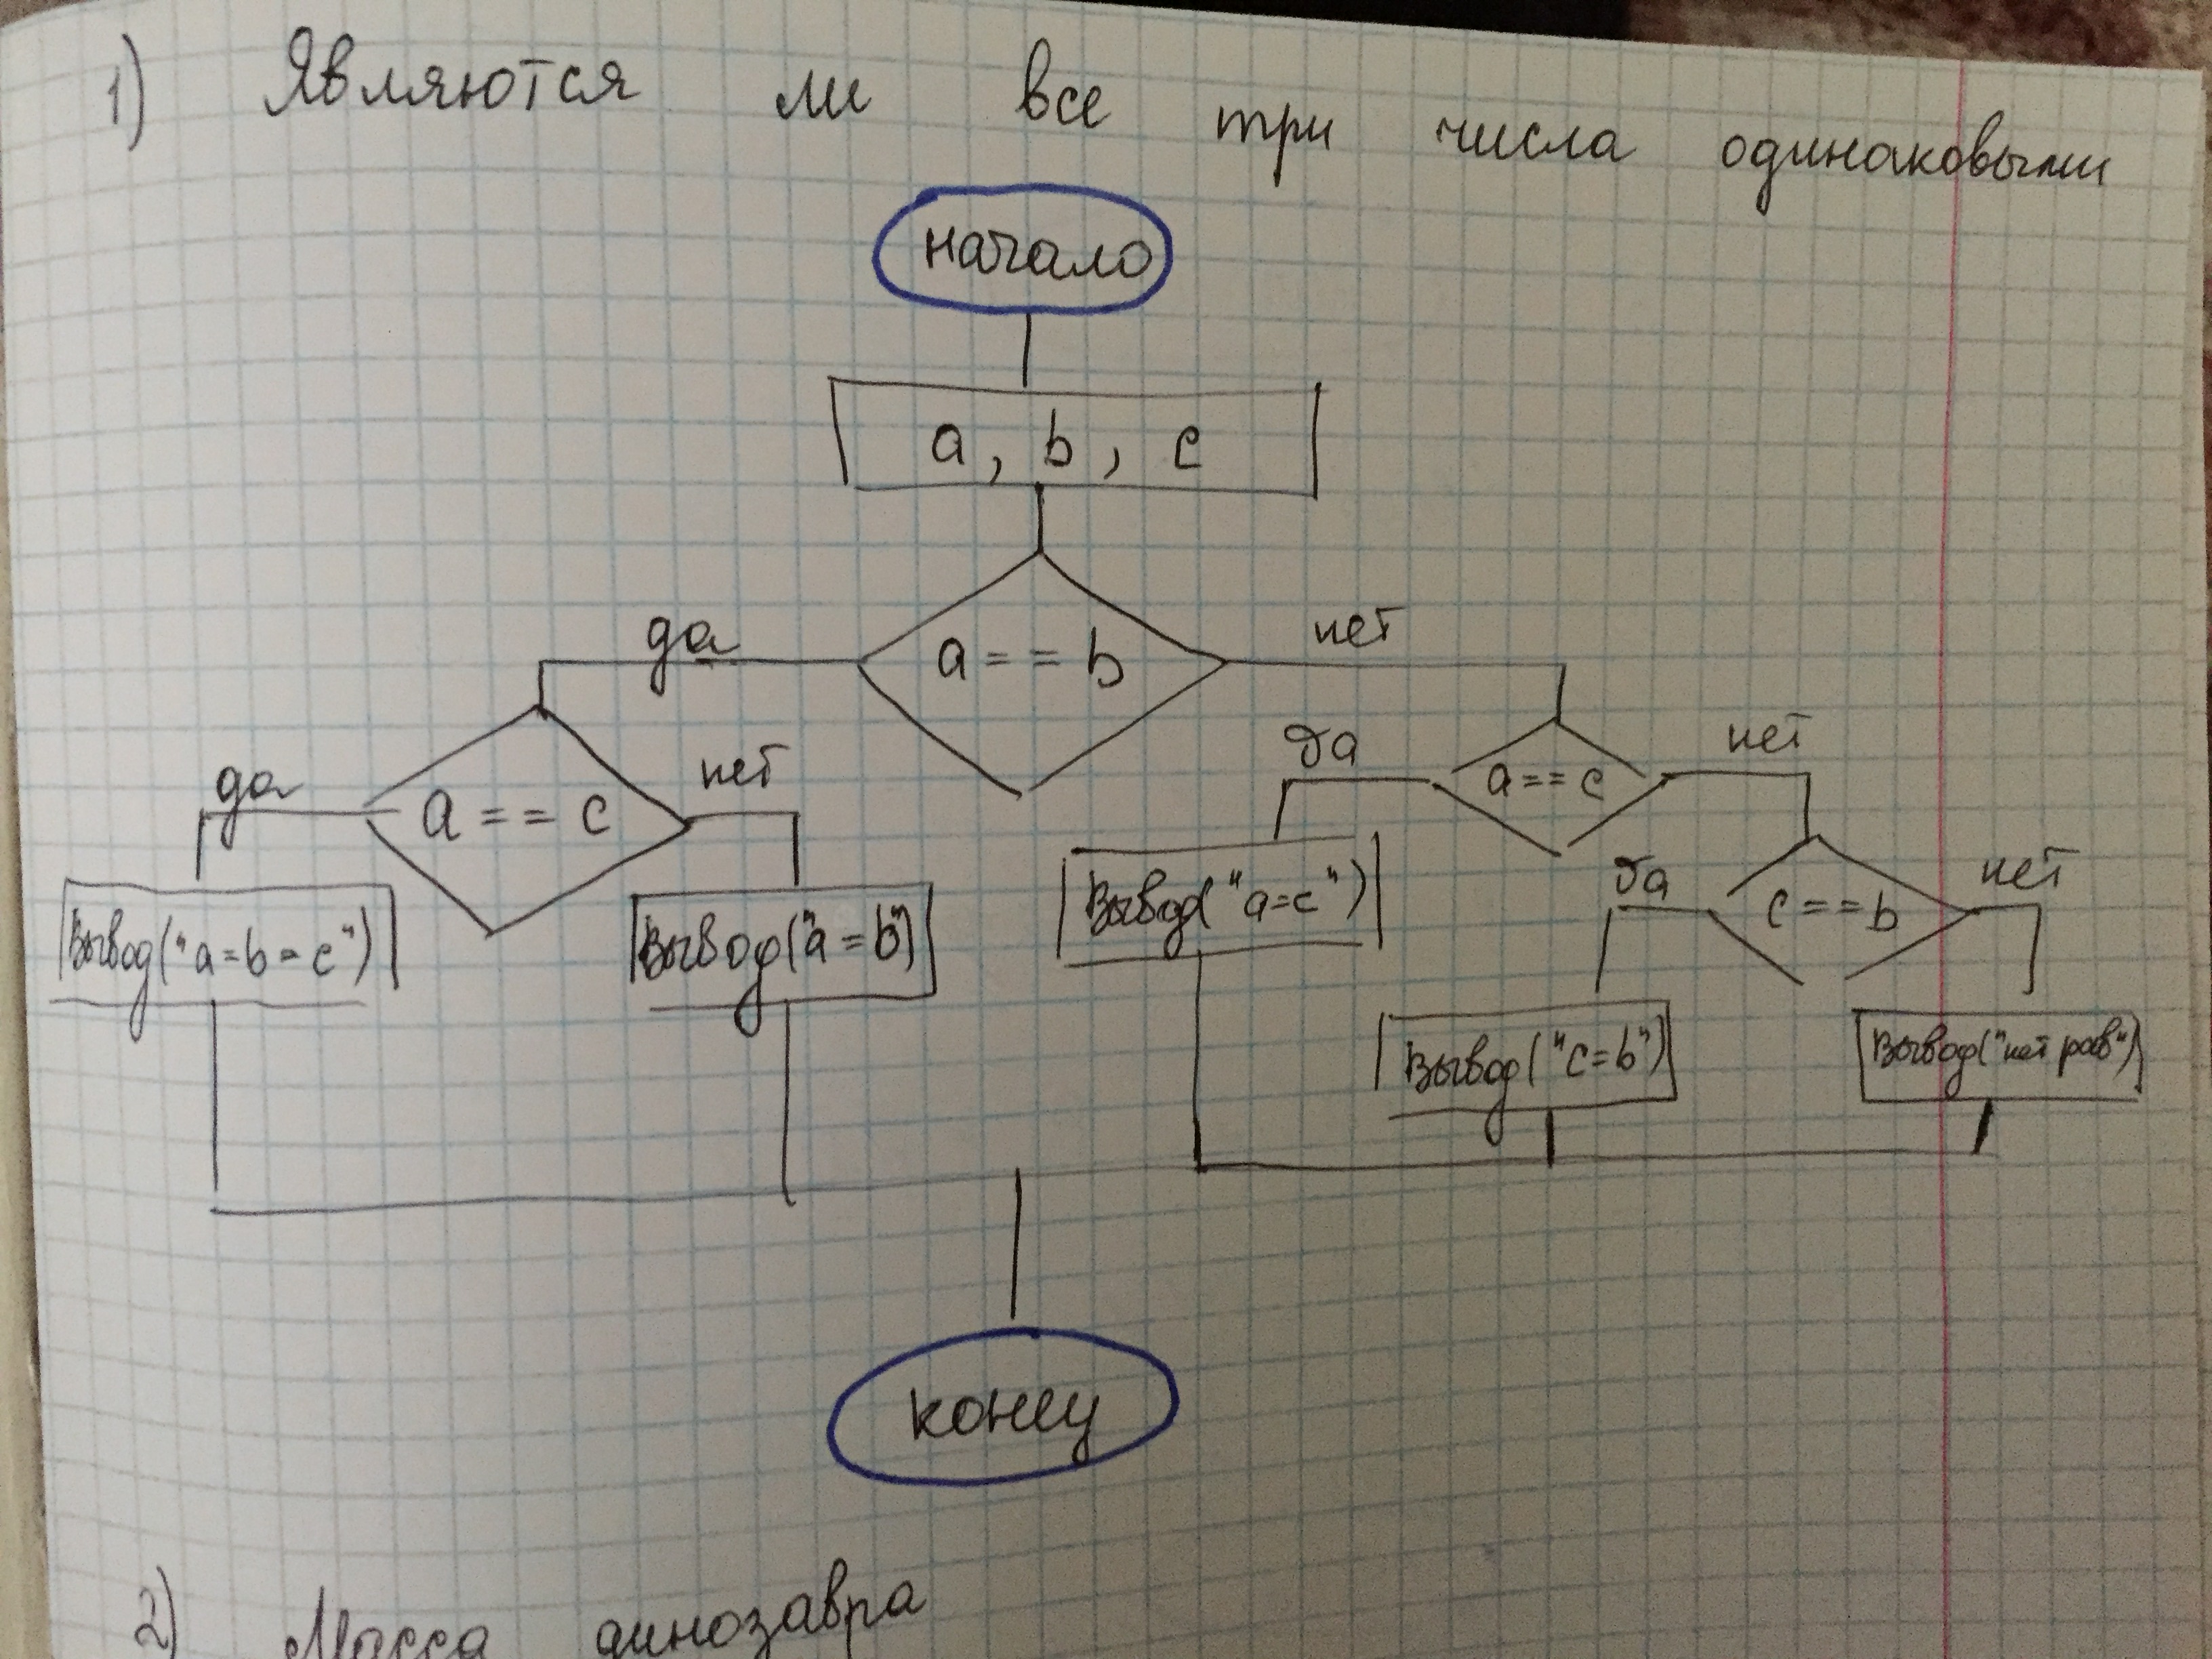 1) Являются ли все три числа одинаковыми
начало
a, b, c
a == b
да
нет
a == c
да
нет
a == c
да
нет
c == b
да
нет
Вывод("a=b=c")
Вывод("a=b")
Вывод("a=c")
Вывод("c=b")
Вывод("нет рав")
конец
2) Масса динозавра